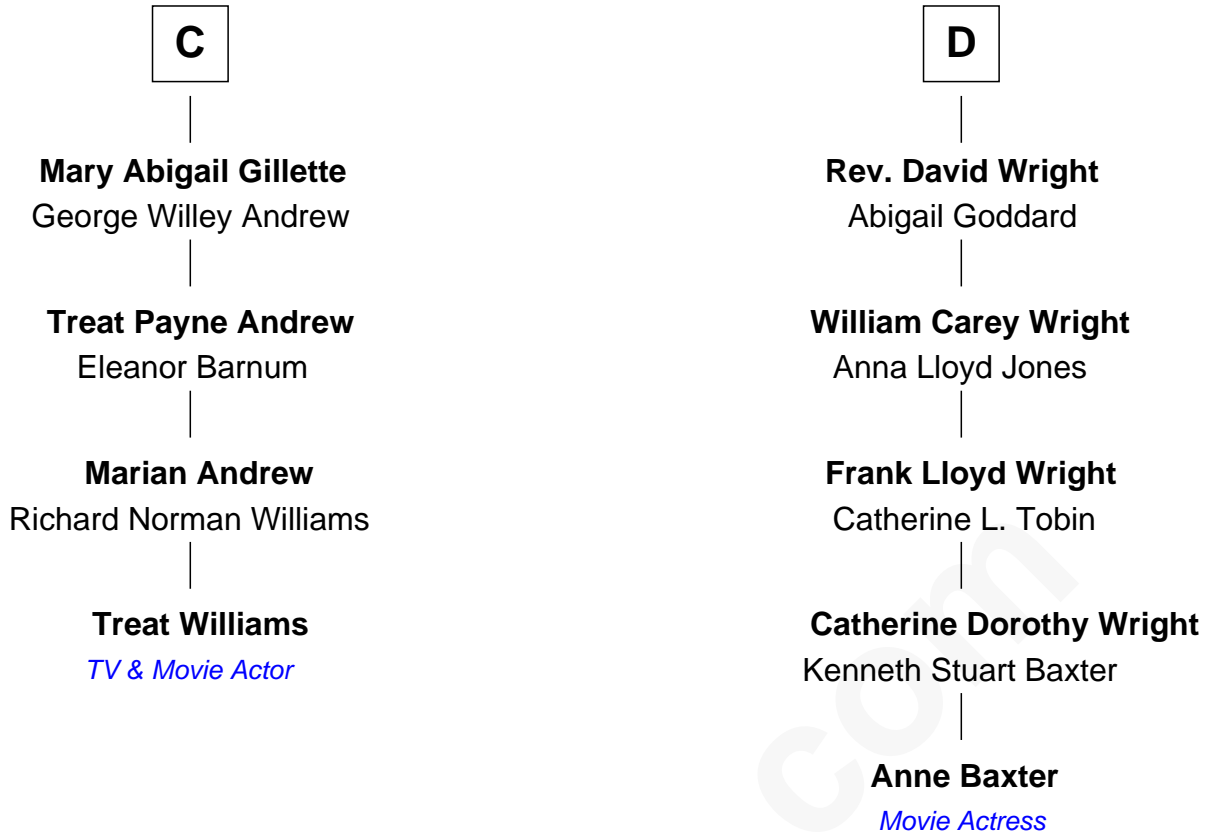 C
Mary Abigail Gillette
George Willey Andrew
Treat Payne Andrew
Eleanor Barnum
Marian Andrew
Richard Norman Williams
Treat Williams
TV & Movie Actor
D
Rev. David Wright
Abigail Goddard
William Carey Wright
Anna Lloyd Jones
Frank Lloyd Wright
Catherine L. Tobin
Catherine Dorothy Wright
Kenneth Stuart Baxter
Anne Baxter
Movie Actress
com